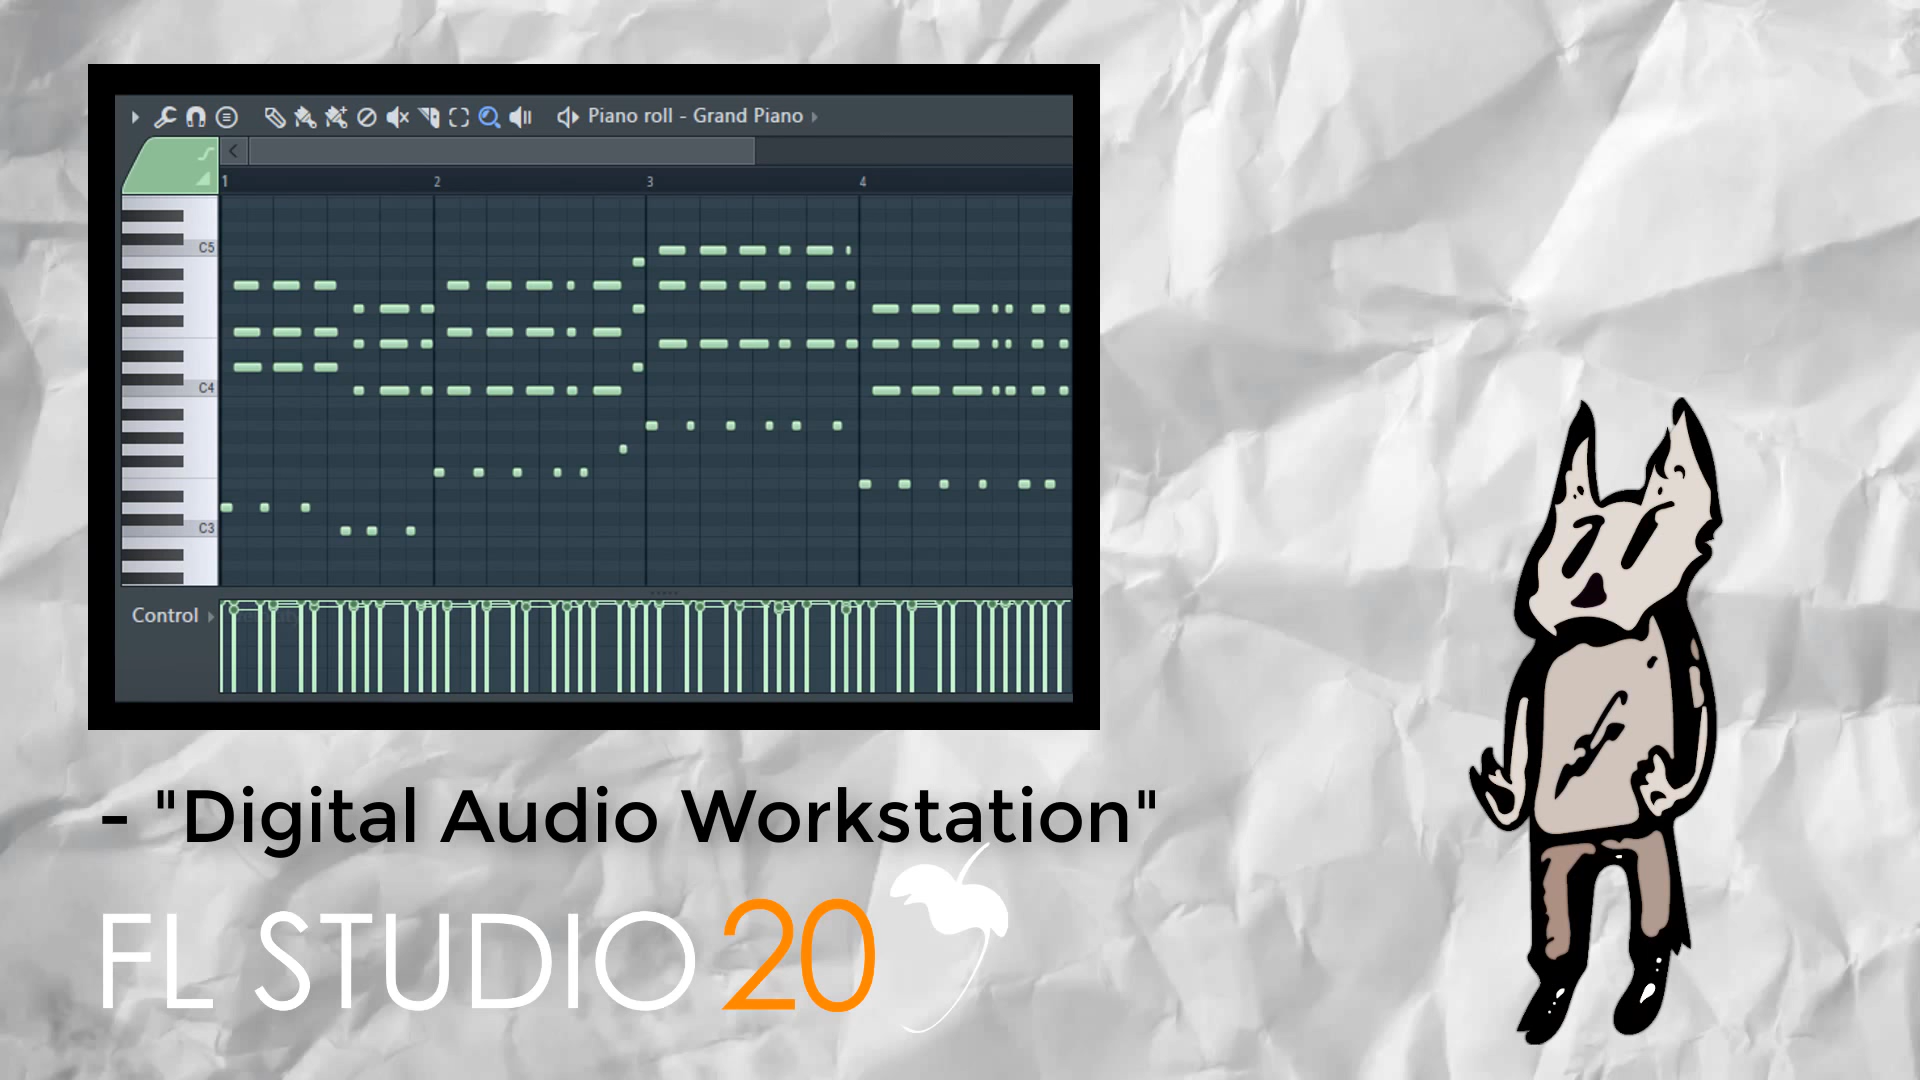 Piano roll - Grand Piano
1 2 3 4
C5
C4
C3
Control
- "Digital Audio Workstation"
FL STUDIO 20